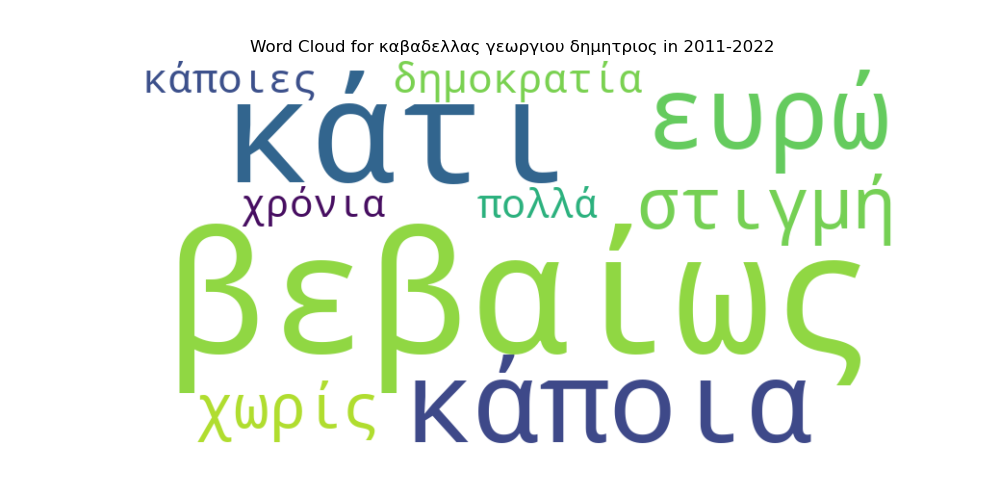 Word Cloud for καβαδελλας γεωργιου δημητριος in 2011-2022
κάποιες
δημοκρατία
κάτι
ευρώ
χρόνια
πολλά
στιγμή
βεβαίως
χωρίς
κάποια